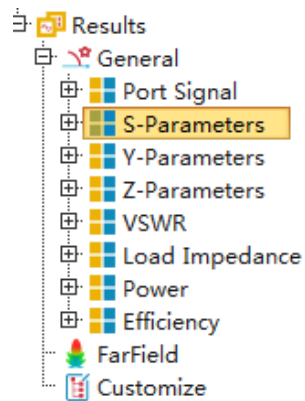 Results
General
Port Signal
S-Parameters
Y-Parameters
Z-Parameters
VSWR
Load Impedance
Power
Efficiency
FarField
Customize